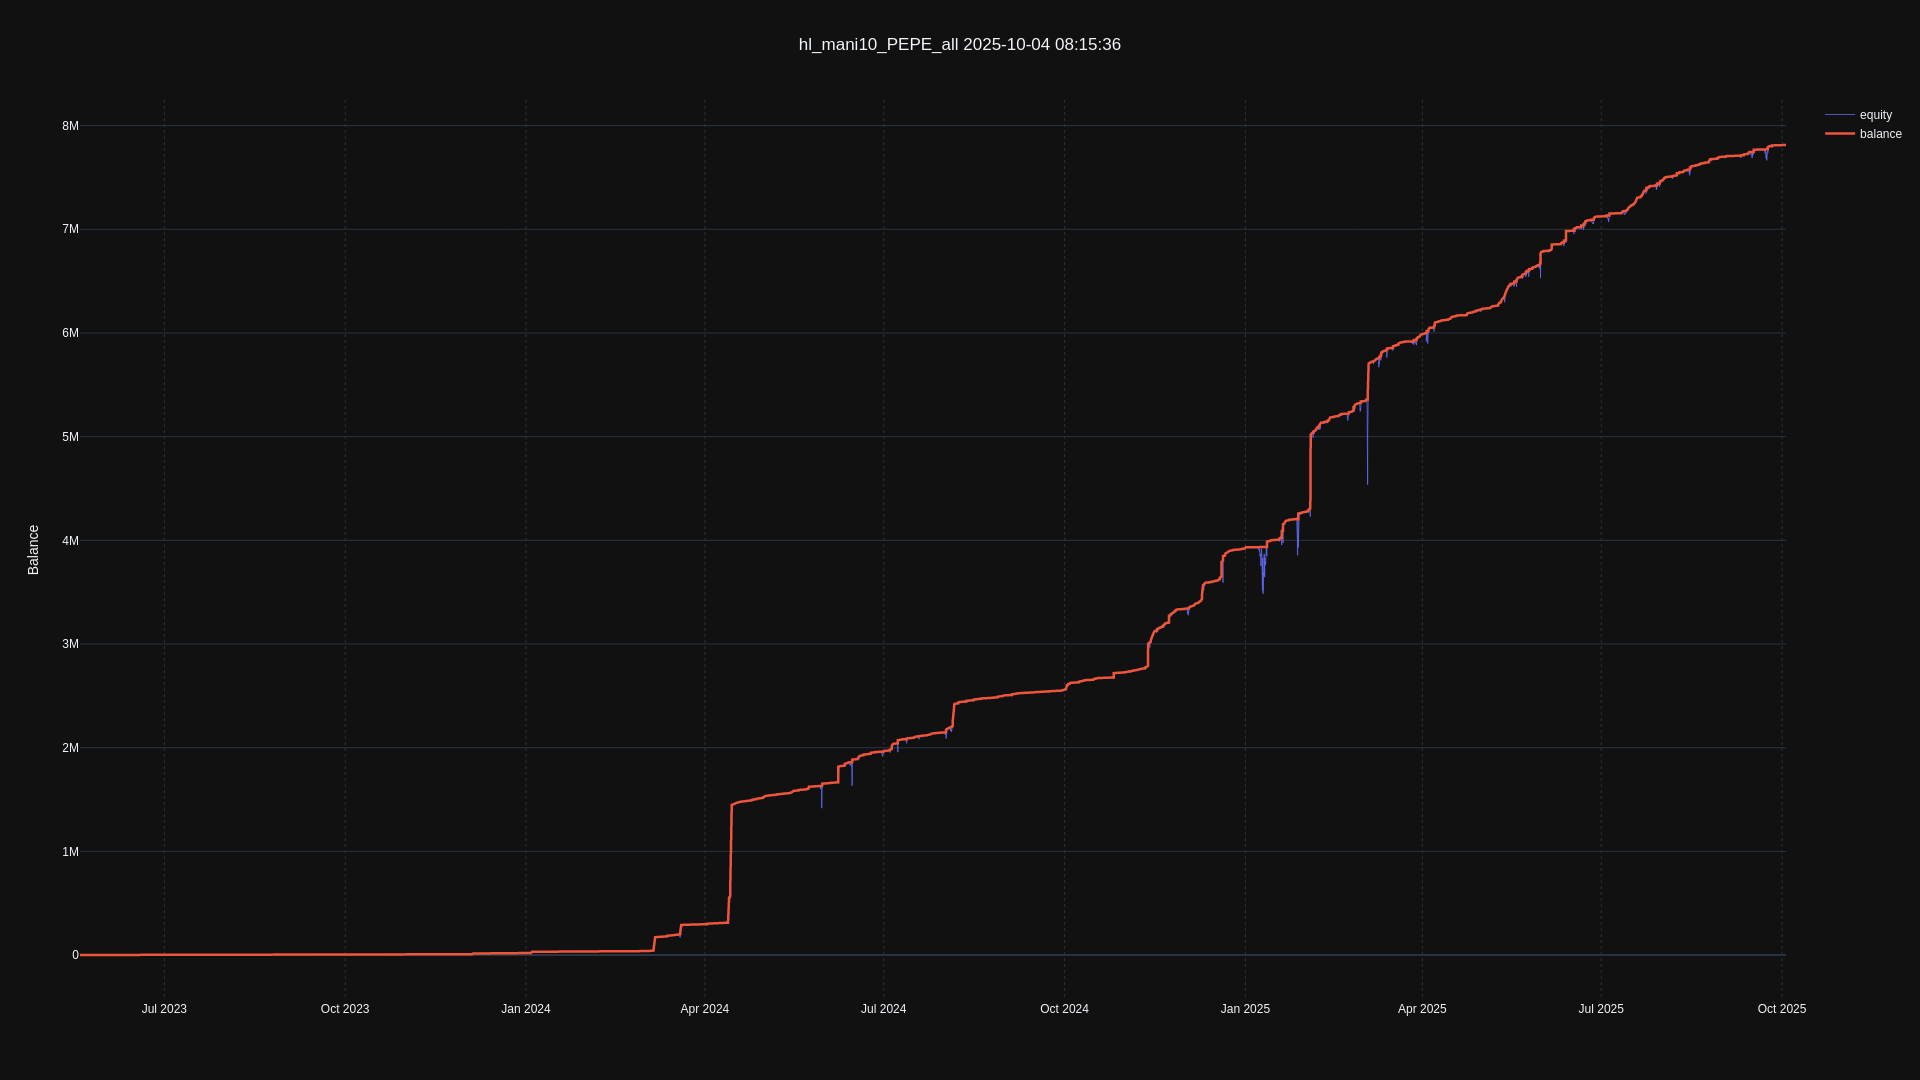 hl_mani10_PEPE_all 2025-10-04 08:15:36
equity
balance
8M
7M
6M
5M
4M
3M
2M
1M
0
Balance
Jul 2023
Oct 2023
Jan 2024
Apr 2024
Jul 2024
Oct 2024
Jan 2025
Apr 2025
Jul 2025
Oct 2025